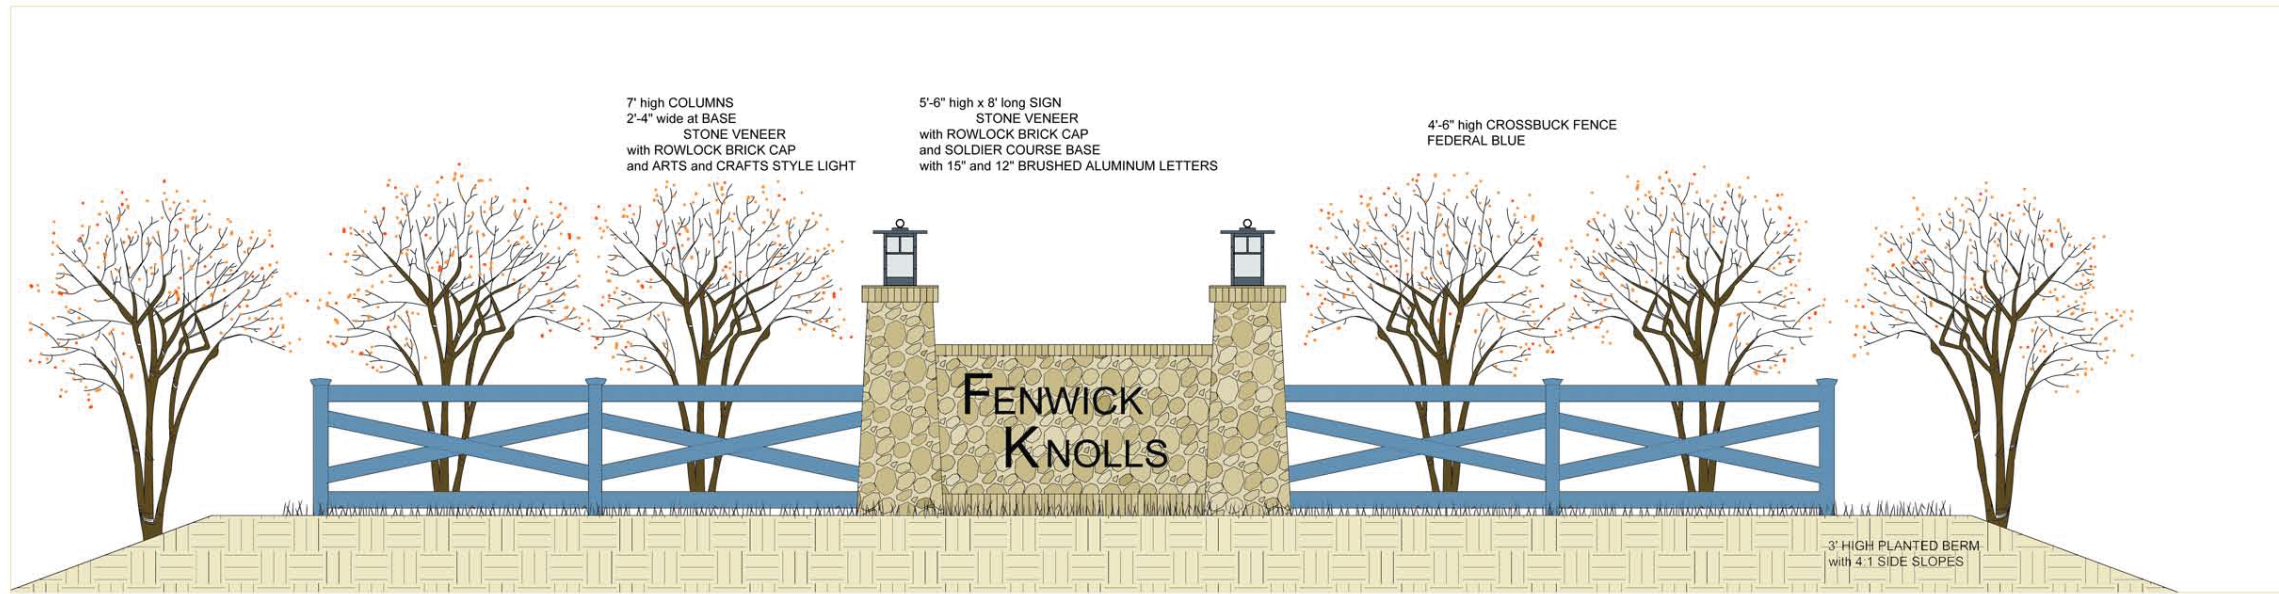 7' high COLUMNS
2'-4" wide at BASE
STONE VENEER
with ROWLOCK BRICK CAP
and ARTS and CRAFTS STYLE LIGHT
5'-6" high x 8' long SIGN
STONE VENEER
with ROWLOCK BRICK CAP
and SOLDIER COURSE BASE
with 15" and 12" BRUSHED ALUMINUM LETTERS
4'-6" high CROSSBUCK FENCE
FEDERAL BLUE
FENWICK
KNOLLS
3' HIGH PLANTED BERM
with 4:1 SIDE SLOPES